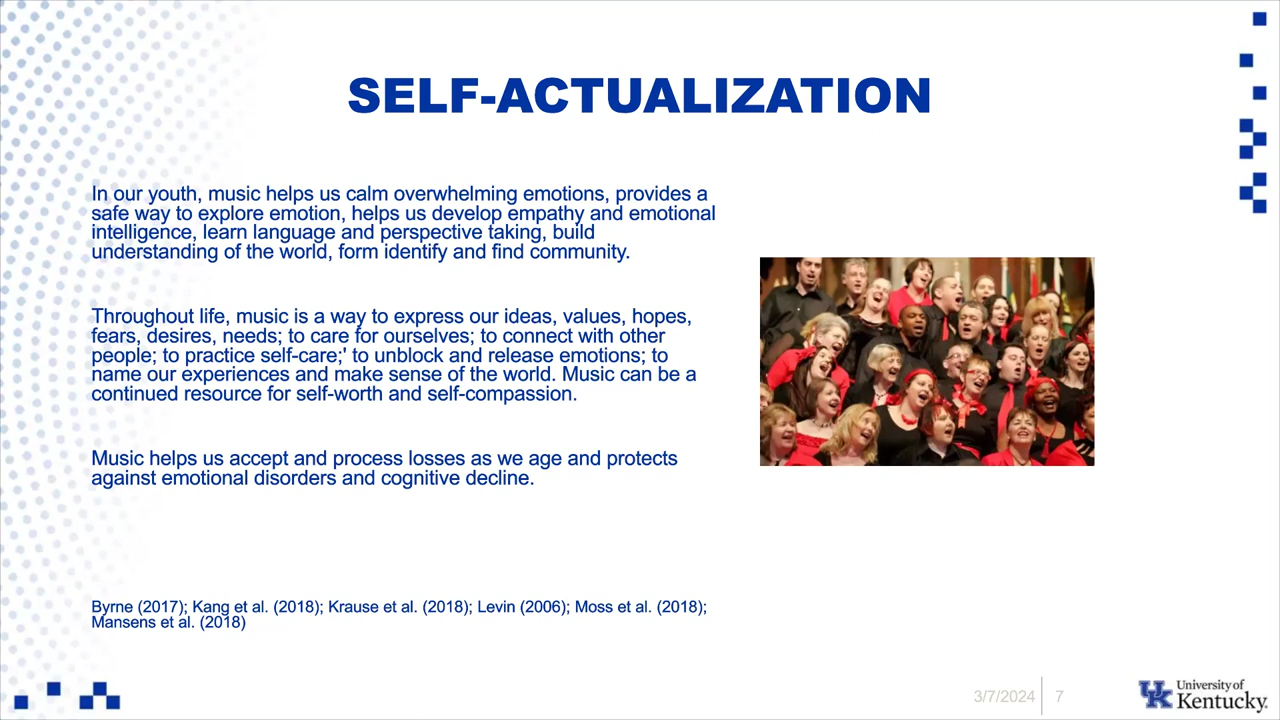 SELF-ACTUALIZATION
In our youth, music helps us calm overwhelming emotions, provides a
safe way to explore emotion, helps us develop empathy and emotional
intelligence, learn language and perspective taking, build
understanding of the world, form identify and find community.
Throughout life, music is a way to express our ideas, values, hopes,
fears, desires, needs; to care for ourselves; to connect with other
people; to practice self-care;' to unblock and release emotions; to
name our experiences and make sense of the world. Music can be a
continued resource for self-worth and self-compassion.
Music helps us accept and process losses as we age and protects
against emotional disorders and cognitive decline.
Byrne (2017); Kang et al. (2018); Krause et al. (2018); Levin (2006); Moss et al. (2018);
Mansens et al. (2018)
3/7/2024 7
UK University of
Kentucky.